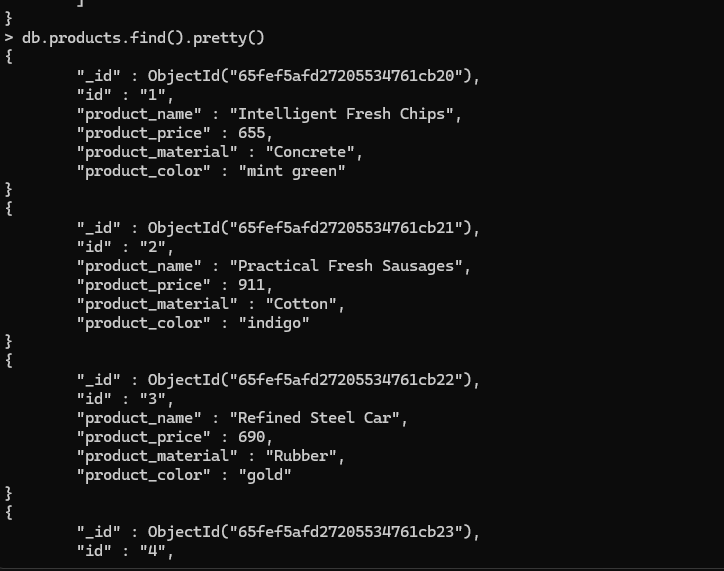 ]
}
> db.products.find().pretty()
{
        "_id" : ObjectId("65fef5afd27205534761cb20"),
        "id" : "1",
        "product_name" : "Intelligent Fresh Chips",
        "product_price" : 655,
        "product_material" : "Concrete",
        "product_color" : "mint green"
}
{
        "_id" : ObjectId("65fef5afd27205534761cb21"),
        "id" : "2",
        "product_name" : "Practical Fresh Sausages",
        "product_price" : 911,
        "product_material" : "Cotton",
        "product_color" : "indigo"
}
{
        "_id" : ObjectId("65fef5afd27205534761cb22"),
        "id" : "3",
        "product_name" : "Refined Steel Car",
        "product_price" : 690,
        "product_material" : "Rubber",
        "product_color" : "gold"
}
{
        "_id" : ObjectId("65fef5afd27205534761cb23"),
        "id" : "4",